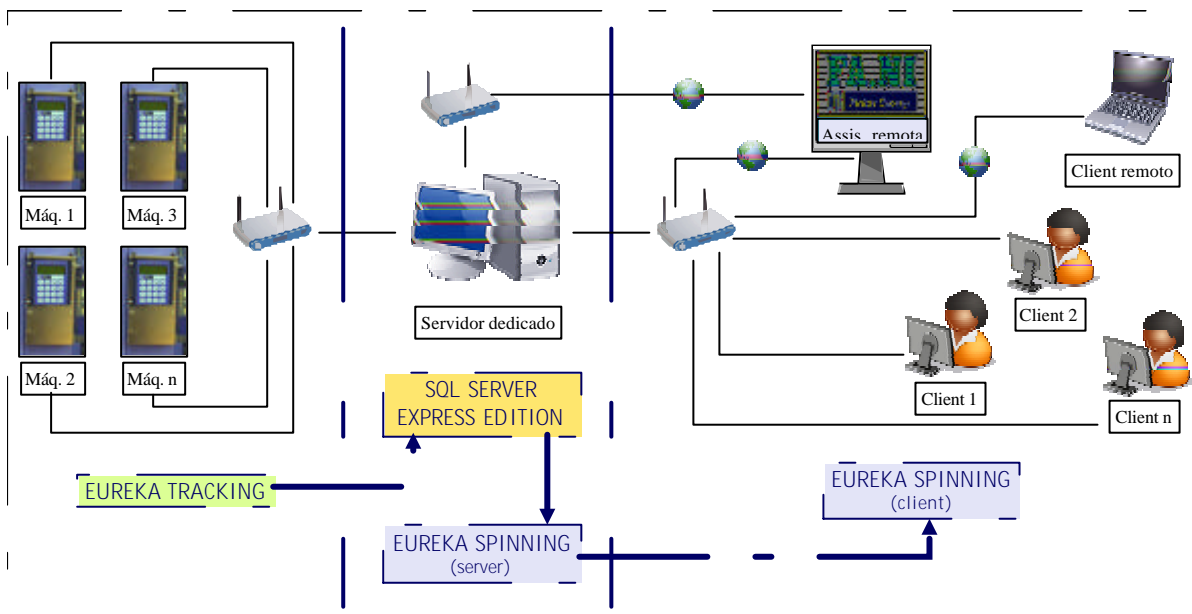 PANI
Assis. remota
Client remoto
Máq. 1
Máq. 3
Servidor dedicado
Client 2
Máq. 2
Máq. n
Client 1
Client n
SQL SERVER
EXPRESS EDITION
EUREKA TRACKING
EUREKA SPINNING
(client)
EUREKA SPINNING
(server)